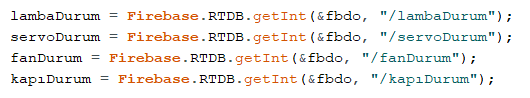 lambaDurum = Firebase.RTDB.getInt(&fbdo, "/lambaDurum");
servoDurum = Firebase.RTDB.getInt(&fbdo, "/servoDurum");
fanDurum = Firebase.RTDB.getInt(&fbdo, "/fanDurum");
kapıDurum = Firebase.RTDB.getInt(&fbdo, "/kapıDurum");